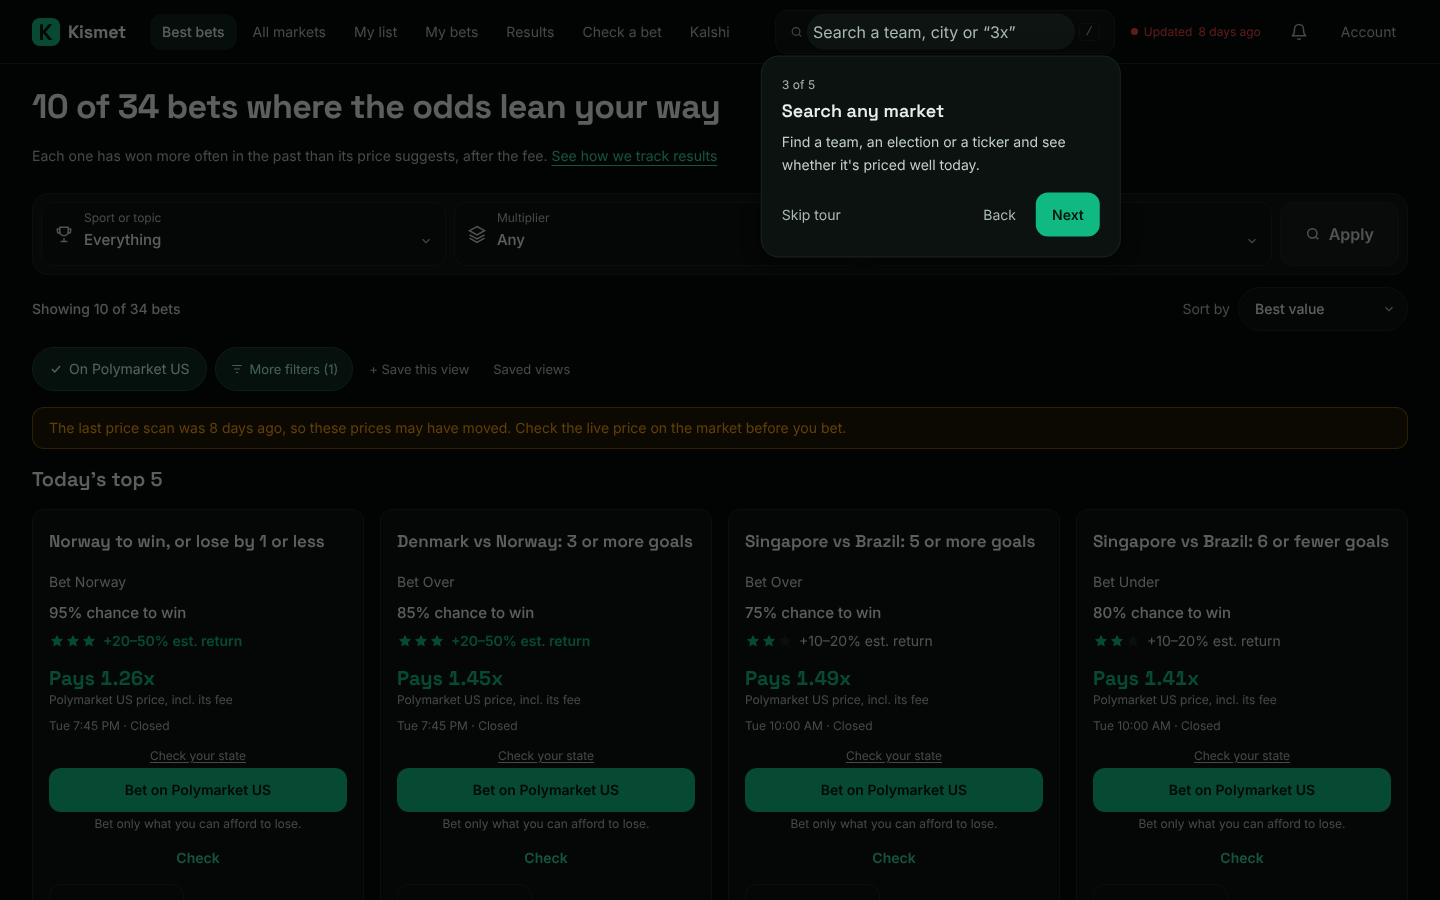 Kismet
Best bets
All markets
My list
My bets
Results
Check a bet
Kalshi
Search a team, city or “3x”
/
Updated 8 days ago
Account
10 of 34 bets where the odds lean your way
Each one has won more often in the past than its price suggests, after the fee. See how we track results
3 of 5
Search any market
Find a team, an election or a ticker and see
whether it's priced well today.
Skip tour
Back
Next
Sport or topic
Everything
Multiplier
Any
Apply
Showing 10 of 34 bets
Sort by
Best value
On Polymarket US
More filters (1)
+ Save this view
Saved views
The last price scan was 8 days ago, so these prices may have moved. Check the live price on the market before you bet.
Today’s top 5
Norway to win, or lose by 1 or less
Bet Norway
95% chance to win
+20–50% est. return
Pays 1.26x
Polymarket US price, incl. its fee
Tue 7:45 PM · Closed
Check your state
Bet on Polymarket US
Bet only what you can afford to lose.
Check
Denmark vs Norway: 3 or more goals
Bet Over
85% chance to win
+20–50% est. return
Pays 1.45x
Polymarket US price, incl. its fee
Tue 7:45 PM · Closed
Check your state
Bet on Polymarket US
Bet only what you can afford to lose.
Check
Singapore vs Brazil: 5 or more goals
Bet Over
75% chance to win
+10–20% est. return
Pays 1.49x
Polymarket US price, incl. its fee
Tue 10:00 AM · Closed
Check your state
Bet on Polymarket US
Bet only what you can afford to lose.
Check
Singapore vs Brazil: 6 or fewer goals
Bet Under
80% chance to win
+10–20% est. return
Pays 1.41x
Polymarket US price, incl. its fee
Tue 10:00 AM · Closed
Check your state
Bet on Polymarket US
Bet only what you can afford to lose.
Check